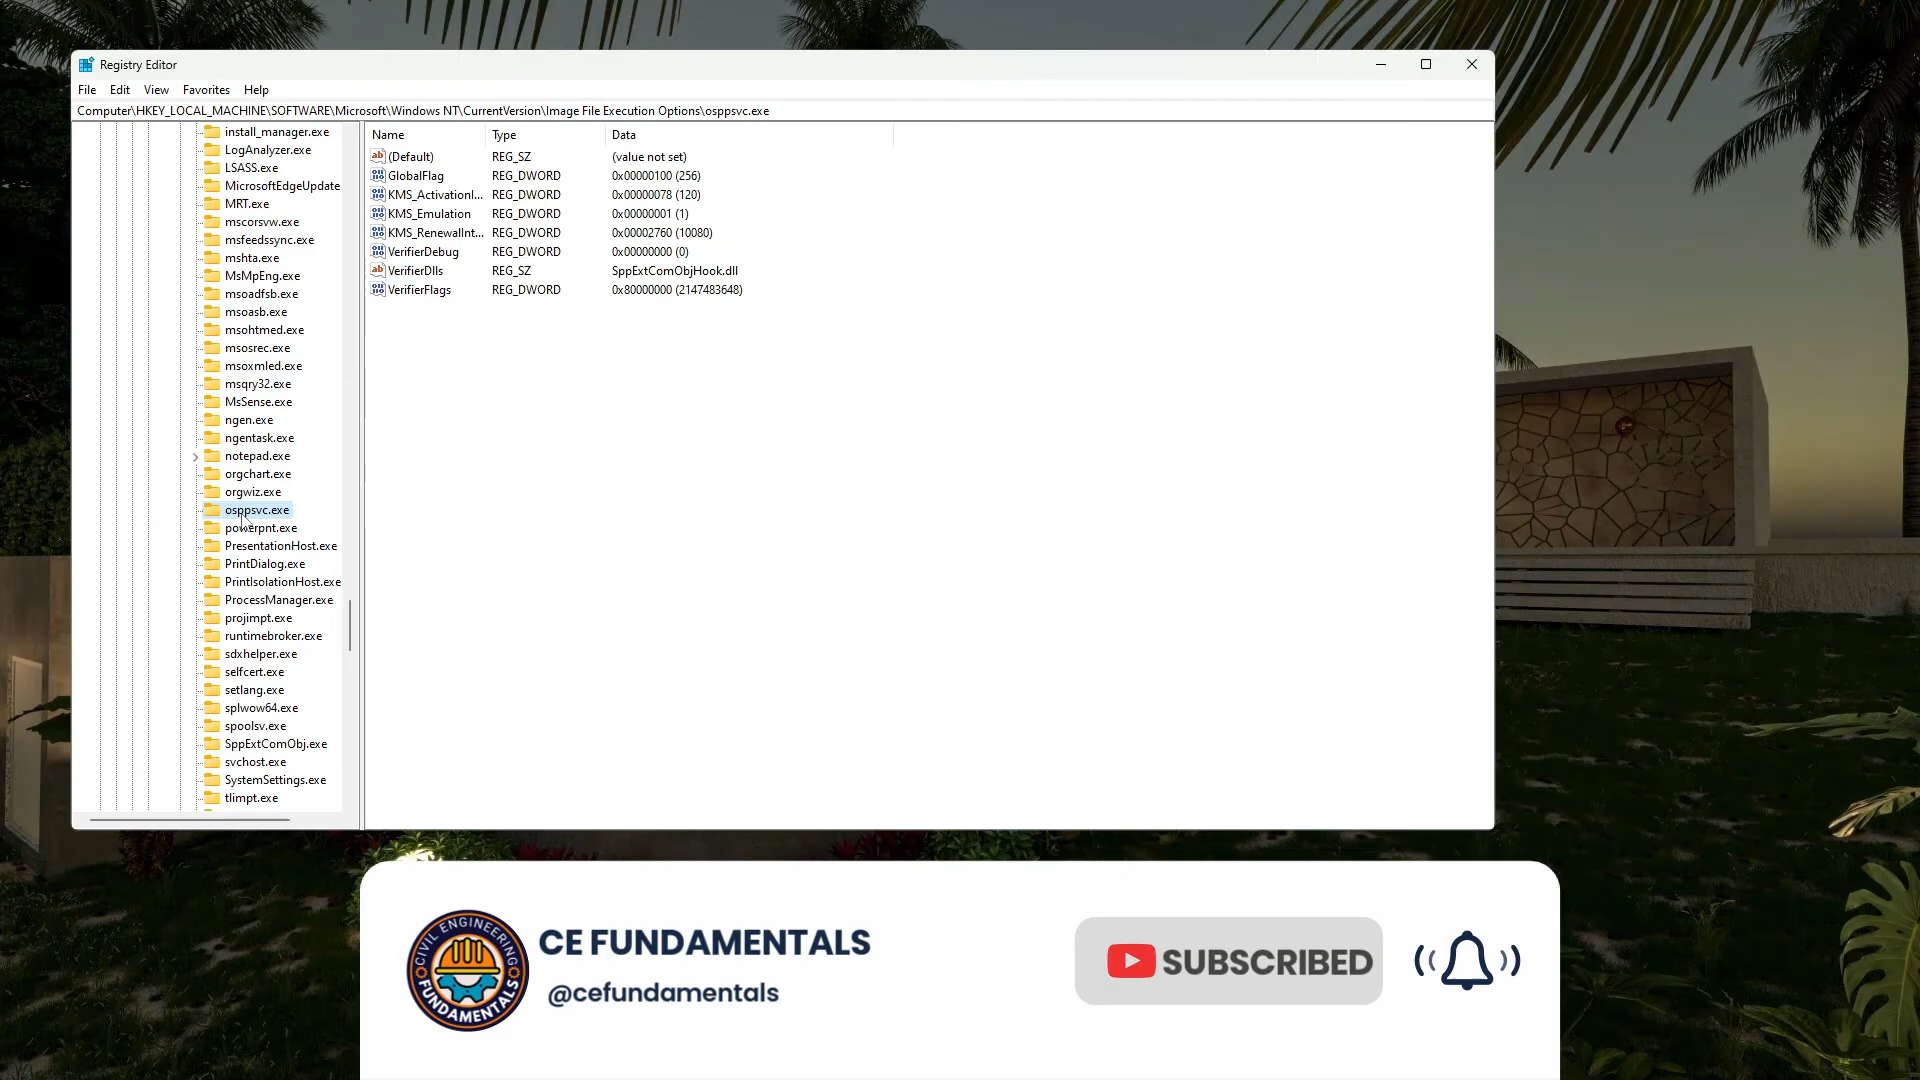 Registry Editor
File Edit View Favorites Help
Computer\HKEY_LOCAL_MACHINE\SOFTWARE\Microsoft\Windows NT\CurrentVersion\Image File Execution Options\osppsvc.exe
install_manager.exe
LogAnalyzer.exe
LSASS.exe
MicrosoftEdgeUpdate
MRT.exe
mscorsvw.exe
msfeedssync.exe
mshta.exe
MsMpEng.exe
msoadfsb.exe
msoasb.exe
msohtmed.exe
msosrec.exe
msoxmled.exe
msqry32.exe
MsSense.exe
ngen.exe
ngentask.exe
notepad.exe
orgchart.exe
orgwiz.exe
osppsvc.exe
powerpnt.exe
PresentationHost.exe
PrintDialog.exe
PrintIsolationHost.exe
ProcessManager.exe
projimpt.exe
runtimebroker.exe
sdxhelper.exe
selfcert.exe
setlang.exe
splwow64.exe
spoolsv.exe
SppExtComObj.exe
svchost.exe
SystemSettings.exe
tlimpt.exe
Name Type Data
(Default) REG_SZ (value not set)
GlobalFlag REG_DWORD 0x00000100 (256)
KMS_ActivationI... REG_DWORD 0x00000078 (120)
KMS_Emulation REG_DWORD 0x00000001 (1)
KMS_RenewalInt... REG_DWORD 0x00002760 (10080)
VerifierDebug REG_DWORD 0x00000000 (0)
VerifierDlls REG_SZ SppExtComObjHook.dll
VerifierFlags REG_DWORD 0x80000000 (2147483648)
CIVIL ENGINEERING
FUNDAMENTALS
CE FUNDAMENTALS
@cefundamentals
SUBSCRIBED